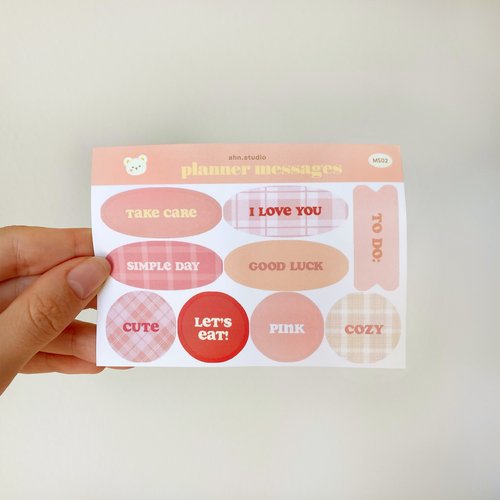 ahn.studio
planner messages
MS02
TAKE CARE
I LOVE YOU
TO DO:
SIMPLE DAY
GOOD LUCK
CUTE
LET'S
EAT!
PINK
COZY